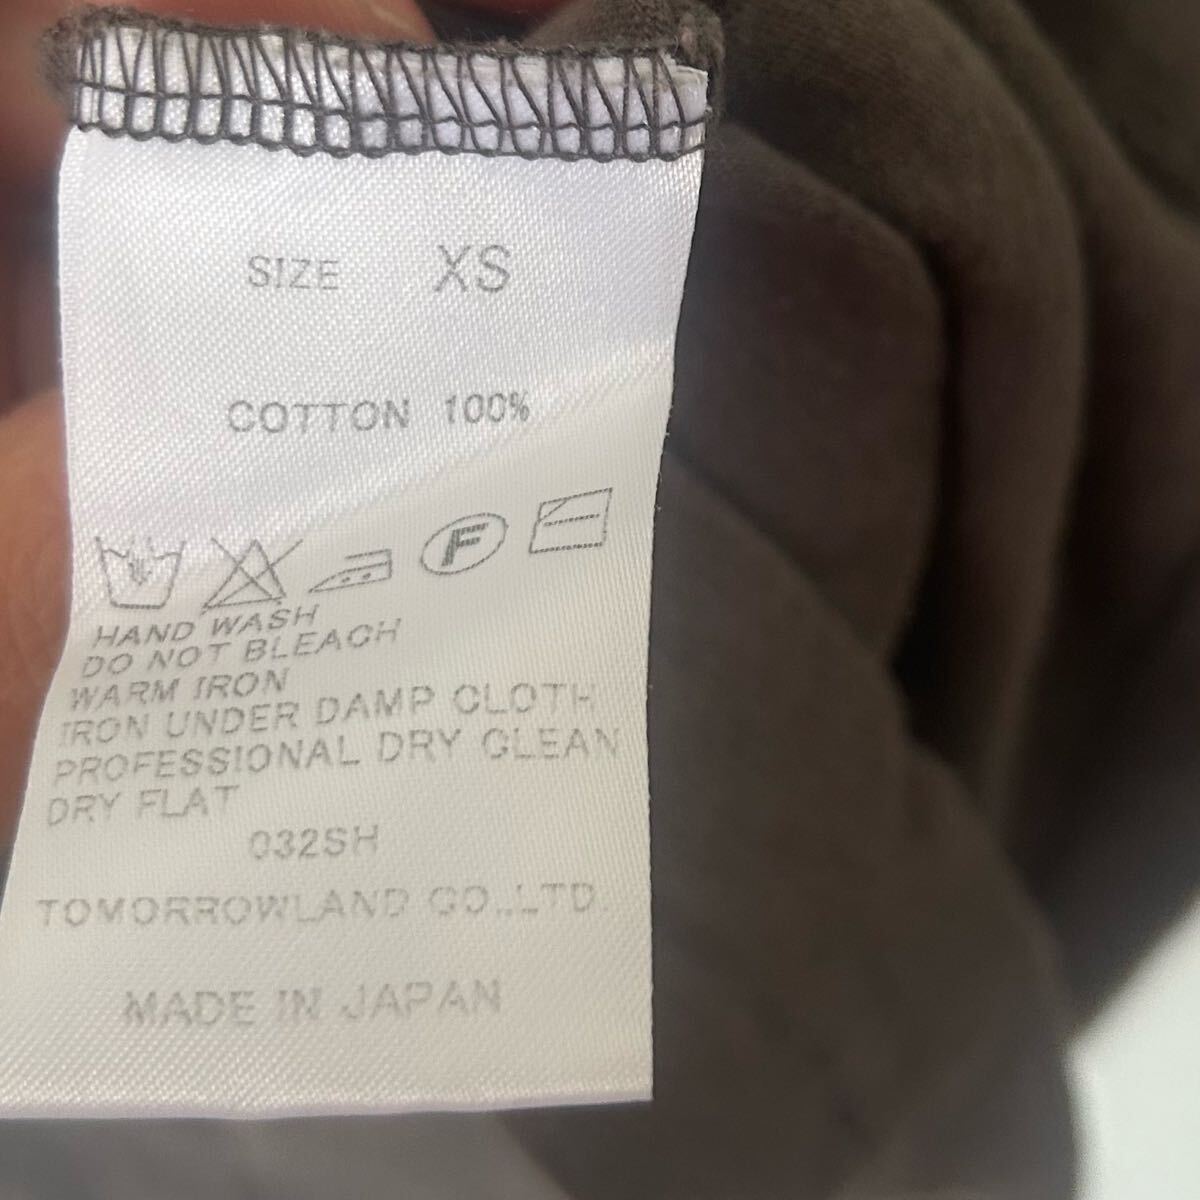 SIZE XS
COTTON 100%
F
HAND WASH
DO NOT BLEACH
WARM IRON
IRON UNDER DAMP CLOTH
PROFESSIONAL DRY CLEAN
DRY FLAT
032SH
TOMORROWLAND CO.,LTD.
MADE IN JAPAN